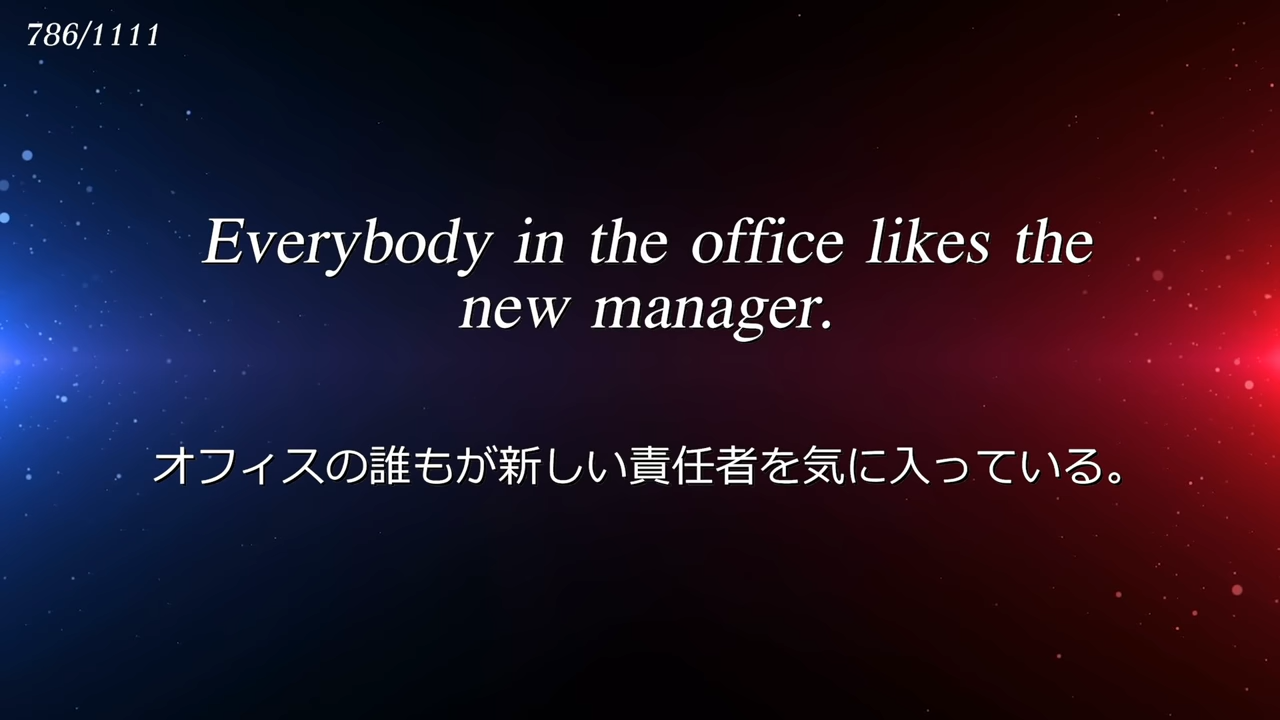 786/1111
Everybody in the office likes the
new manager.
オフィスの誰もが新しい責任者を気に入っている。